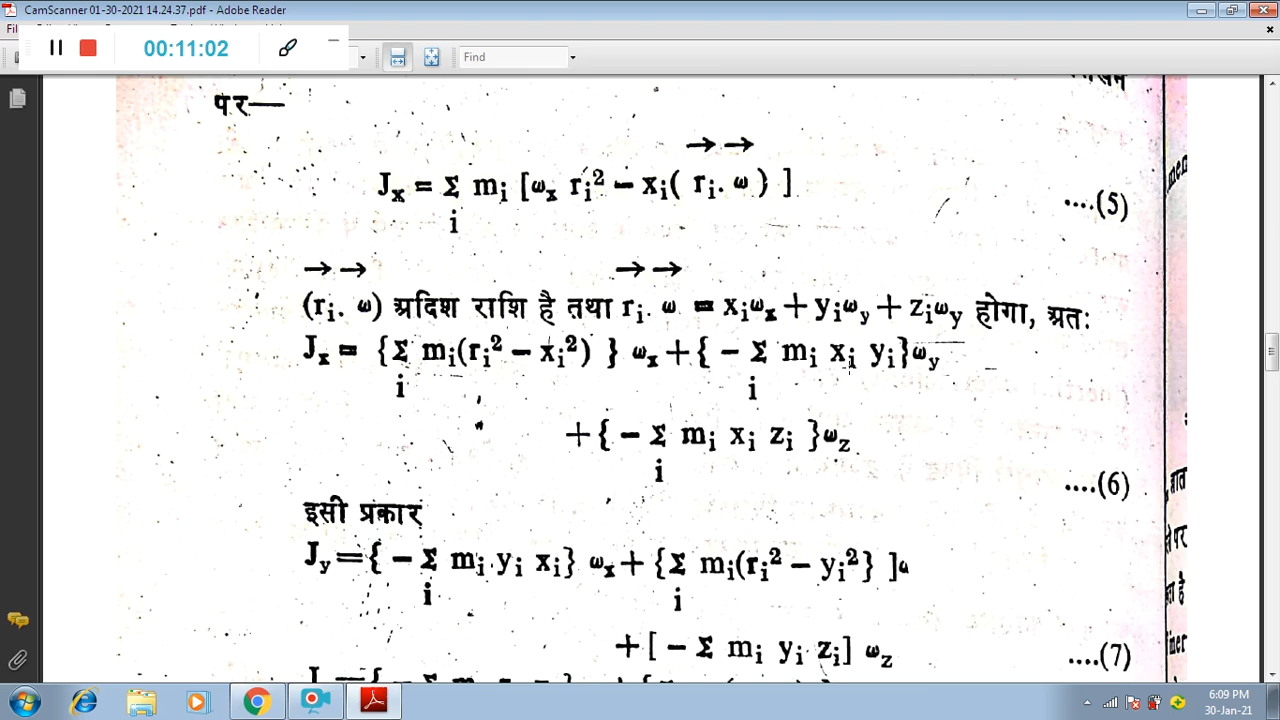 CamScanner 01-30-2021 14.24.37.pdf - Adobe Reader
00:11:02
Find
पर—
J_x = Σ_i m_i [ω_x r_i² – x_i( r_i→. ω→ ) ] ....(5)
(r_i→. ω→) अदिश राशि है तथा r_i→. ω→ = x_iω_x + y_iω_y + z_iω_y होगा, अतः
J_x = {Σ_i m_i(r_i² – x_i²) } ω_x + { – Σ_i m_i x_i y_i}ω_y
+ { – Σ_i m_i x_i z_i }ω_z ....(6)
इसी प्रकार
J_y = { – Σ_i m_i y_i x_i} ω_x + {Σ_i m_i(r_i² – y_i²} ]ω
+ [ – Σ m_i y_i z_i] ω_z ....(7)
6:09 PM
30-Jan-21